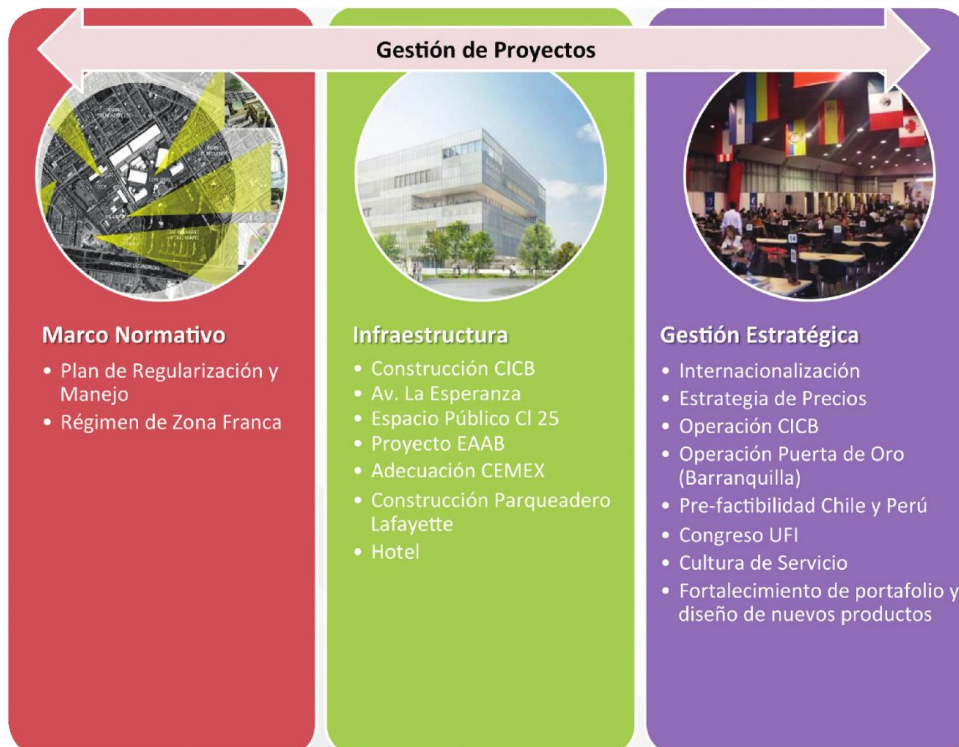 Gestión de Proyectos
Marco Normativo
• Plan de Regularización y
Manejo
• Régimen de Zona Franca
Infraestructura
• Construcción CICB
• Av. La Esperanza
• Espacio Público Cl 25
• Proyecto EAAB
• Adecuación CEMEX
• Construcción Parqueadero
Lafayette
• Hotel
Gestión Estratégica
• Internacionalización
• Estrategia de Precios
• Operación CICB
• Operación Puerta de Oro
(Barranquilla)
• Pre-factibilidad Chile y Perú
• Congreso UFI
• Cultura de Servicio
• Fortalecimiento de portafolio y
diseño de nuevos productos